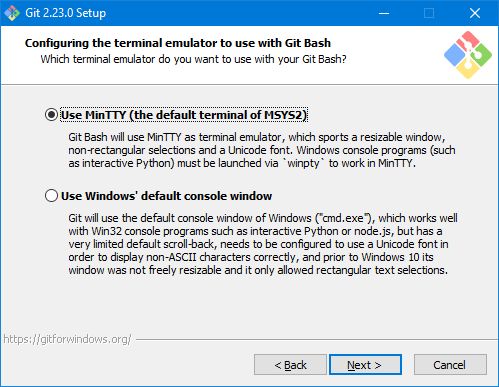 Git 2.23.0 Setup
Configuring the terminal emulator to use with Git Bash
Which terminal emulator do you want to use with your Git Bash?
Use MinTTY (the default terminal of MSYS2)
Git Bash will use MinTTY as terminal emulator, which sports a resizable window,
non-rectangular selections and a Unicode font. Windows console programs (such
as interactive Python) must be launched via `winpty` to work in MinTTY.
Use Windows' default console window
Git will use the default console window of Windows ("cmd.exe"), which works well
with Win32 console programs such as interactive Python or node.js, but has a
very limited default scroll-back, needs to be configured to use a Unicode font in
order to display non-ASCII characters correctly, and prior to Windows 10 its
window was not freely resizable and it only allowed rectangular text selections.
https://gitforwindows.org/
< Back
Next >
Cancel